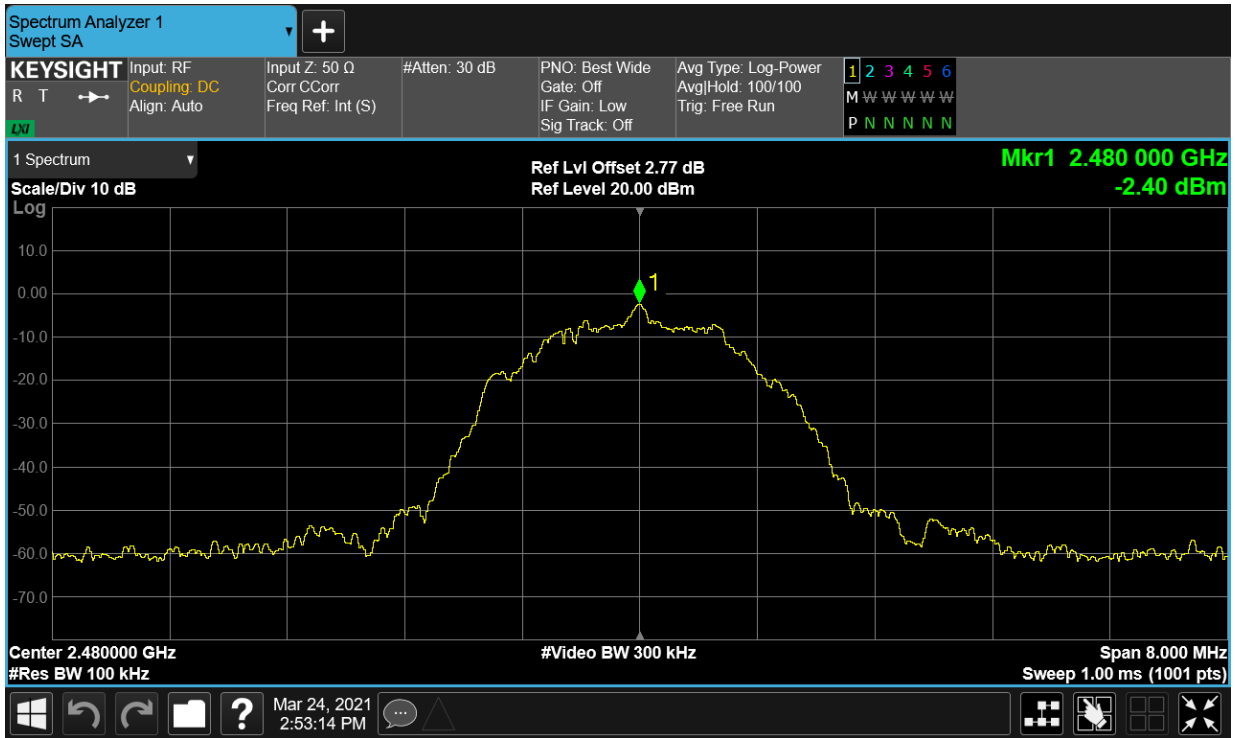 Spectrum Analyzer 1
Swept SA
KEYSIGHT
R T
LXI
Input: RF
Coupling: DC
Align: Auto
Input Z: 50 Ω
Corr CCorr
Freq Ref: Int (S)
#Atten: 30 dB
PNO: Best Wide
Gate: Off
IF Gain: Low
Sig Track: Off
Avg Type: Log-Power
Avg|Hold: 100/100
Trig: Free Run
1 2 3 4 5 6
M W W W W W
P N N N N N
1 Spectrum
Scale/Div 10 dB
Log
Ref Lvl Offset 2.77 dB
Ref Level 20.00 dBm
Mkr1 2.480 000 GHz
-2.40 dBm
1
10.0
0.00
-10.0
-20.0
-30.0
-40.0
-50.0
-60.0
-70.0
Center 2.480000 GHz
#Res BW 100 kHz
#Video BW 300 kHz
Span 8.000 MHz
Sweep 1.00 ms (1001 pts)
?
Mar 24, 2021
2:53:14 PM